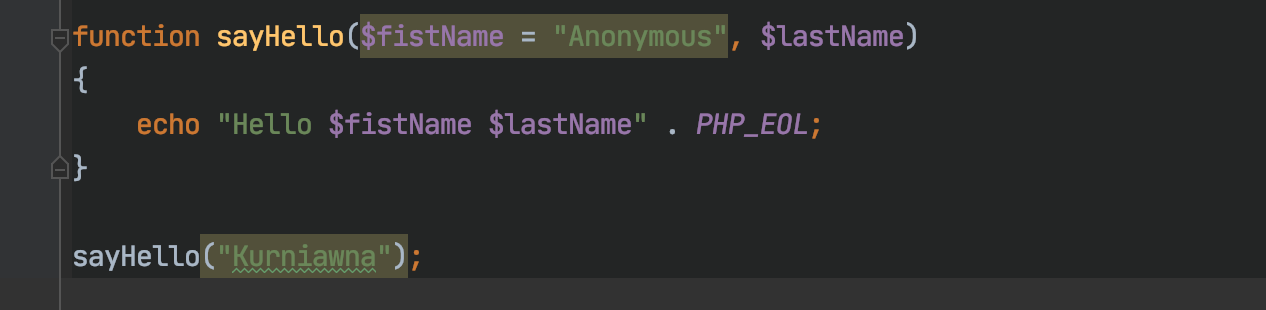 function sayHello($fistName = "Anonymous", $lastName)
{
    echo "Hello $fistName $lastName" . PHP_EOL;
}
sayHello("Kurniawna");